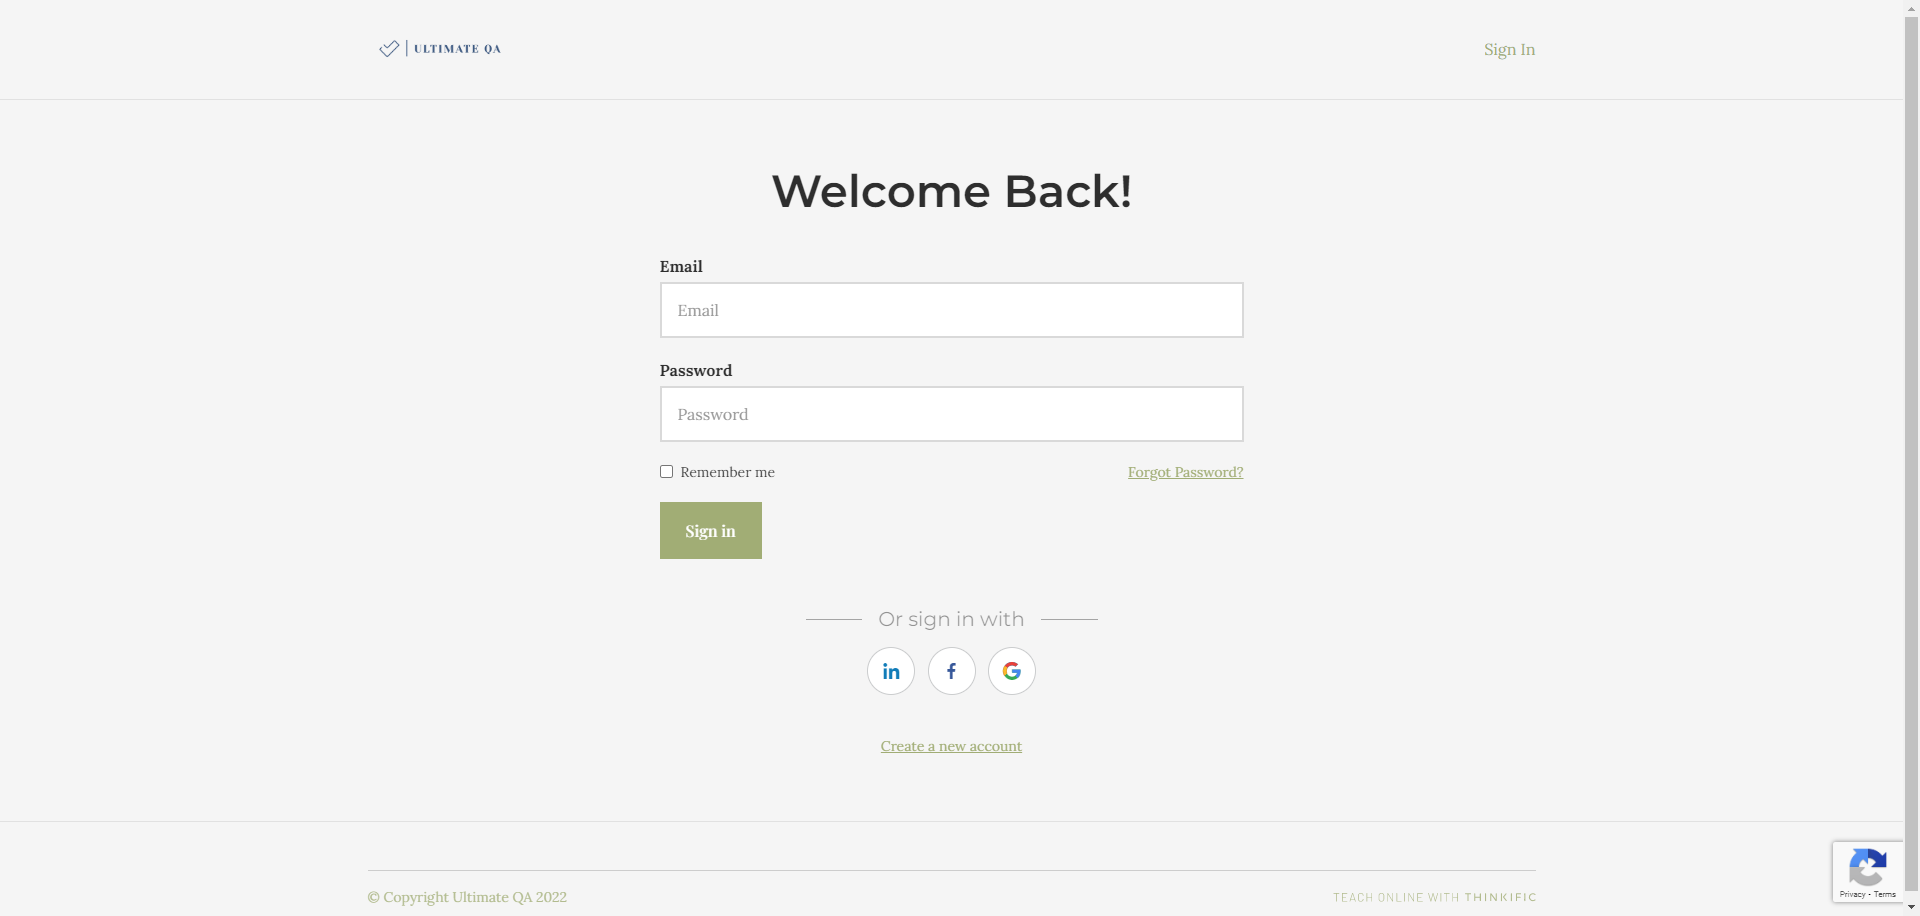 ULTIMATE QA
Sign In
Welcome Back!
Email
Email
Password
Password
Remember me
Forgot Password?
Sign in
Or sign in with
in
f
G
Create a new account
© Copyright Ultimate QA 2022
TEACH ONLINE WITH THINKIFIC
Privacy - Terms